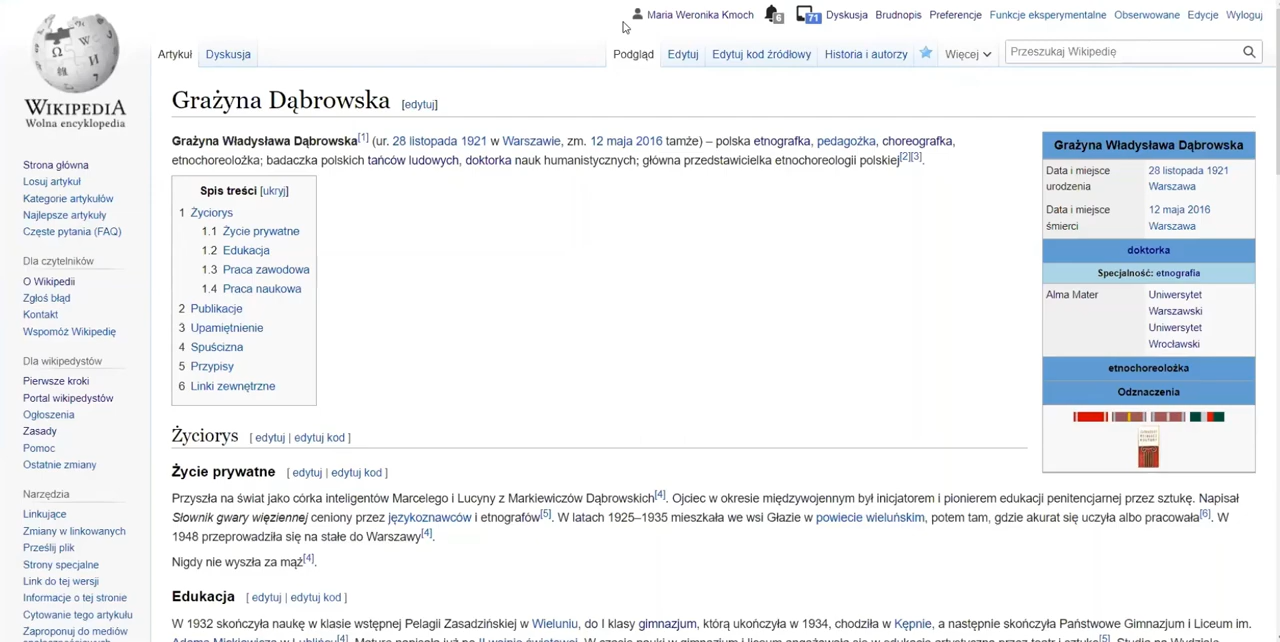 Maria Weronika Kmoch 6 71 Dyskusja Brudnopis Preferencje Funkcje eksperymentalne Obserwowane Edycje Wyloguj
Artykuł Dyskusja Podgląd Edytuj Edytuj kod źródłowy Historia i autorzy Więcej Przeszukaj Wikipedię
WIKIPEDIA
Wolna encyklopedia
Strona główna
Losuj artykuł
Kategorie artykułów
Najlepsze artykuły
Częste pytania (FAQ)
Dla czytelników
O Wikipedii
Zgłoś błąd
Kontakt
Wspomóż Wikipedię
Dla wikipedystów
Pierwsze kroki
Portal wikipedystów
Ogłoszenia
Zasady
Pomoc
Ostatnie zmiany
Narzędzia
Linkujące
Zmiany w linkowanych
Prześlij plik
Strony specjalne
Link do tej wersji
Informacje o tej stronie
Cytowanie tego artykułu
Zaproponuj do mediów
Grażyna Dąbrowska [edytuj]
Grażyna Władysława Dąbrowska[1] (ur. 28 listopada 1921 w Warszawie, zm. 12 maja 2016 tamże) – polska etnografka, pedagożka, choreografka,
etnochoreolożka; badaczka polskich tańców ludowych, doktorka nauk humanistycznych; główna przedstawicielka etnochoreologii polskiej[2][3].
Spis treści [ukryj]
1 Życiorys
1.1 Życie prywatne
1.2 Edukacja
1.3 Praca zawodowa
1.4 Praca naukowa
2 Publikacje
3 Upamiętnienie
4 Spuścizna
5 Przypisy
6 Linki zewnętrzne
Grażyna Władysława Dąbrowska
Data i miejsce 28 listopada 1921
urodzenia Warszawa
Data i miejsce 12 maja 2016
śmierci Warszawa
doktorka
Specjalność: etnografia
Alma Mater Uniwersytet
Warszawski
Uniwersytet
Wrocławski
etnochoreolożka
Odznaczenia
Życiorys [ edytuj | edytuj kod ]
Życie prywatne [ edytuj | edytuj kod ]
Przyszła na świat jako córka inteligentów Marcelego i Lucyny z Markiewiczów Dąbrowskich[4]. Ojciec w okresie międzywojennym był inicjatorem i pionierem edukacji penitencjarnej przez sztukę. Napisał
Słownik gwary więziennej ceniony przez językoznawców i etnografów[5]. W latach 1925–1935 mieszkała we wsi Głazie w powiecie wieluńskim, potem tam, gdzie akurat się uczyła albo pracowała[6]. W
1948 przeprowadziła się na stałe do Warszawy[4].
Nigdy nie wyszła za mąż[4].
Edukacja [ edytuj | edytuj kod ]
W 1932 skończyła naukę w klasie wstępnej Pelagii Zasadzińskiej w Wieluniu, do I klasy gimnazjum, którą ukończyła w 1934, chodziła w Kępnie, a następnie skończyła Państwowe Gimnazjum i Liceum im.